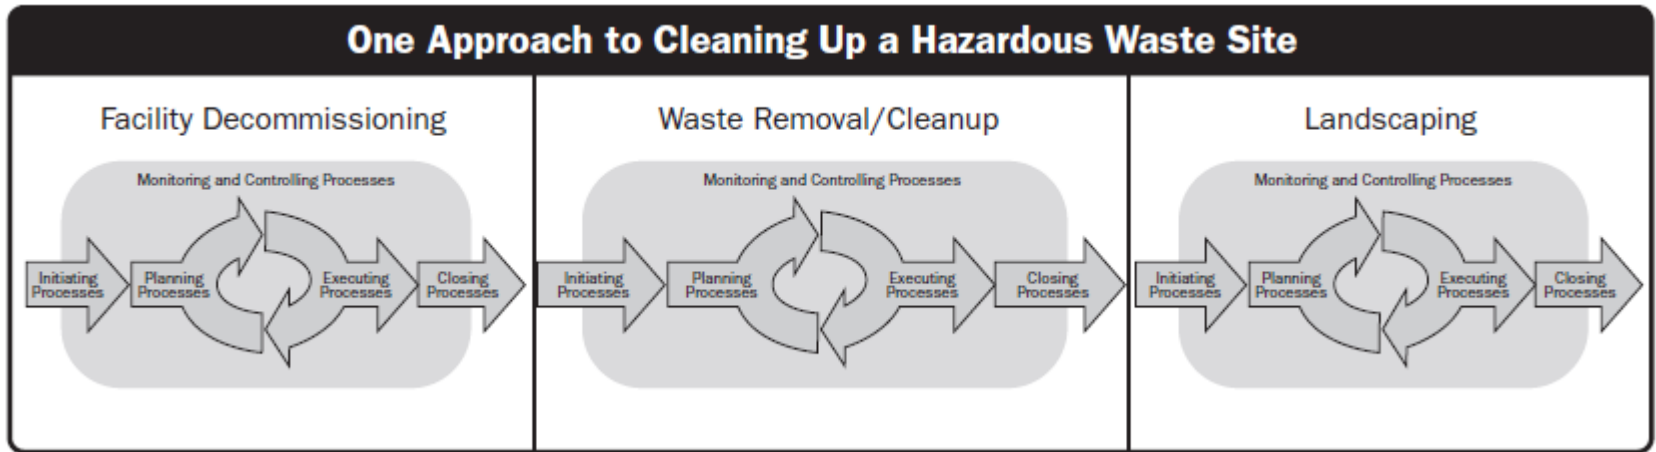 One Approach to Cleaning Up a Hazardous Waste Site
Facility Decommissioning
Monitoring and Controlling Processes
Initiating
Processes
Planning
Processes
Executing
Processes
Closing
Processes
Waste Removal/Cleanup
Monitoring and Controlling Processes
Initiating
Processes
Planning
Processes
Executing
Processes
Closing
Processes
Landscaping
Monitoring and Controlling Processes
Initiating
Processes
Planning
Processes
Executing
Processes
Closing
Processes